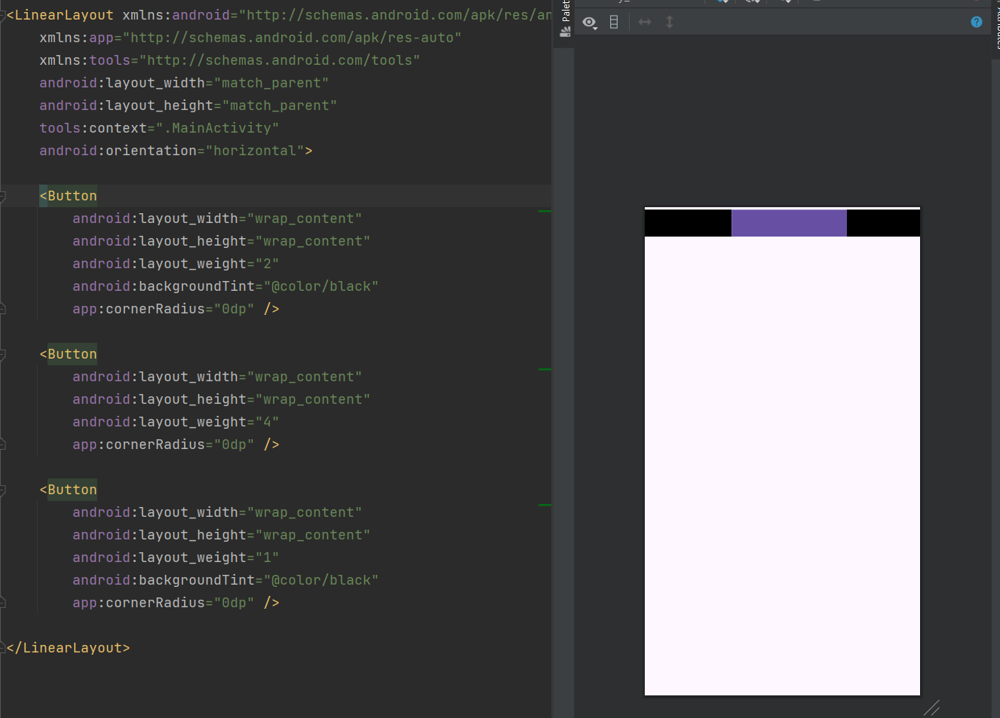 <LinearLayout xmlns:android="http://schemas.android.com/apk/res/an
xmlns:app="http://schemas.android.com/apk/res-auto"
xmlns:tools="http://schemas.android.com/tools"
android:layout_width="match_parent"
android:layout_height="match_parent"
tools:context=".MainActivity"
android:orientation="horizontal">
<Button
android:layout_width="wrap_content"
android:layout_height="wrap_content"
android:layout_weight="2"
android:backgroundTint="@color/black"
app:cornerRadius="0dp" />
<Button
android:layout_width="wrap_content"
android:layout_height="wrap_content"
android:layout_weight="4"
app:cornerRadius="0dp" />
<Button
android:layout_width="wrap_content"
android:layout_height="wrap_content"
android:layout_weight="1"
android:backgroundTint="@color/black"
app:cornerRadius="0dp" />
</LinearLayout>
Palet
?